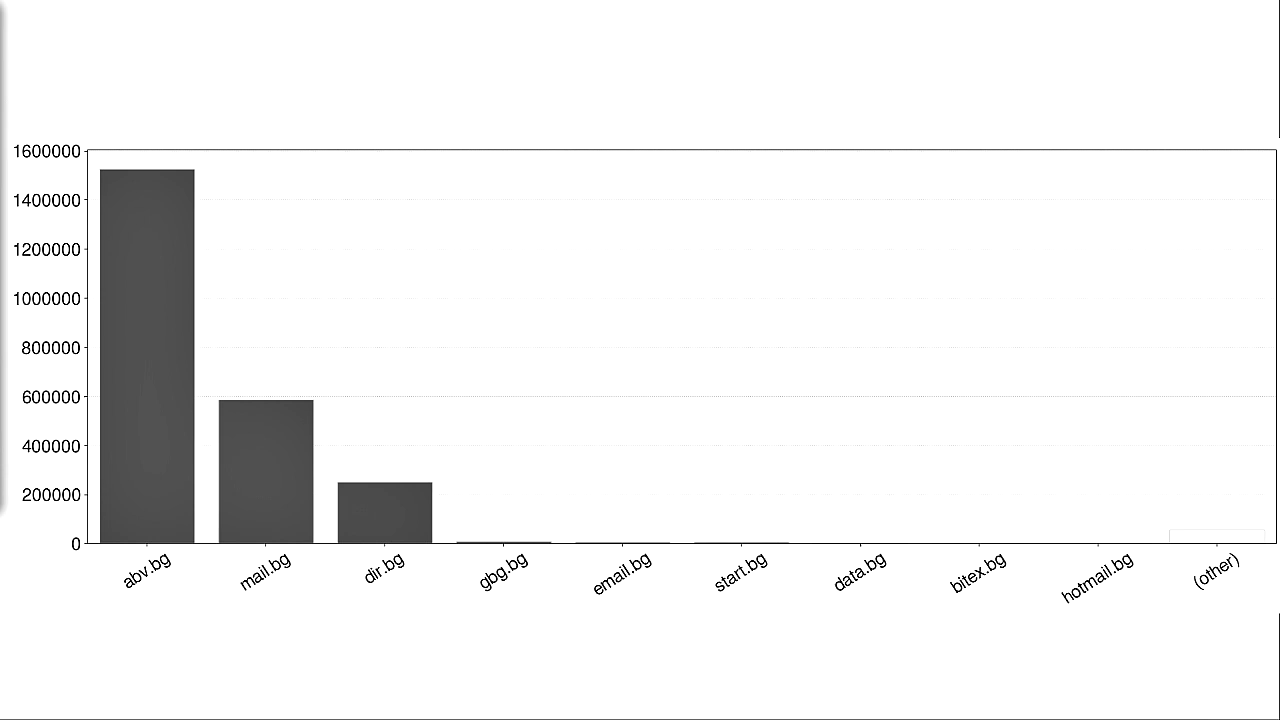 1600000
1400000
1200000
1000000
800000
600000
400000
200000
0
abv.bg
mail.bg
dir.bg
gbg.bg
email.bg
start.bg
data.bg
bitex.bg
hotmail.bg
(other)